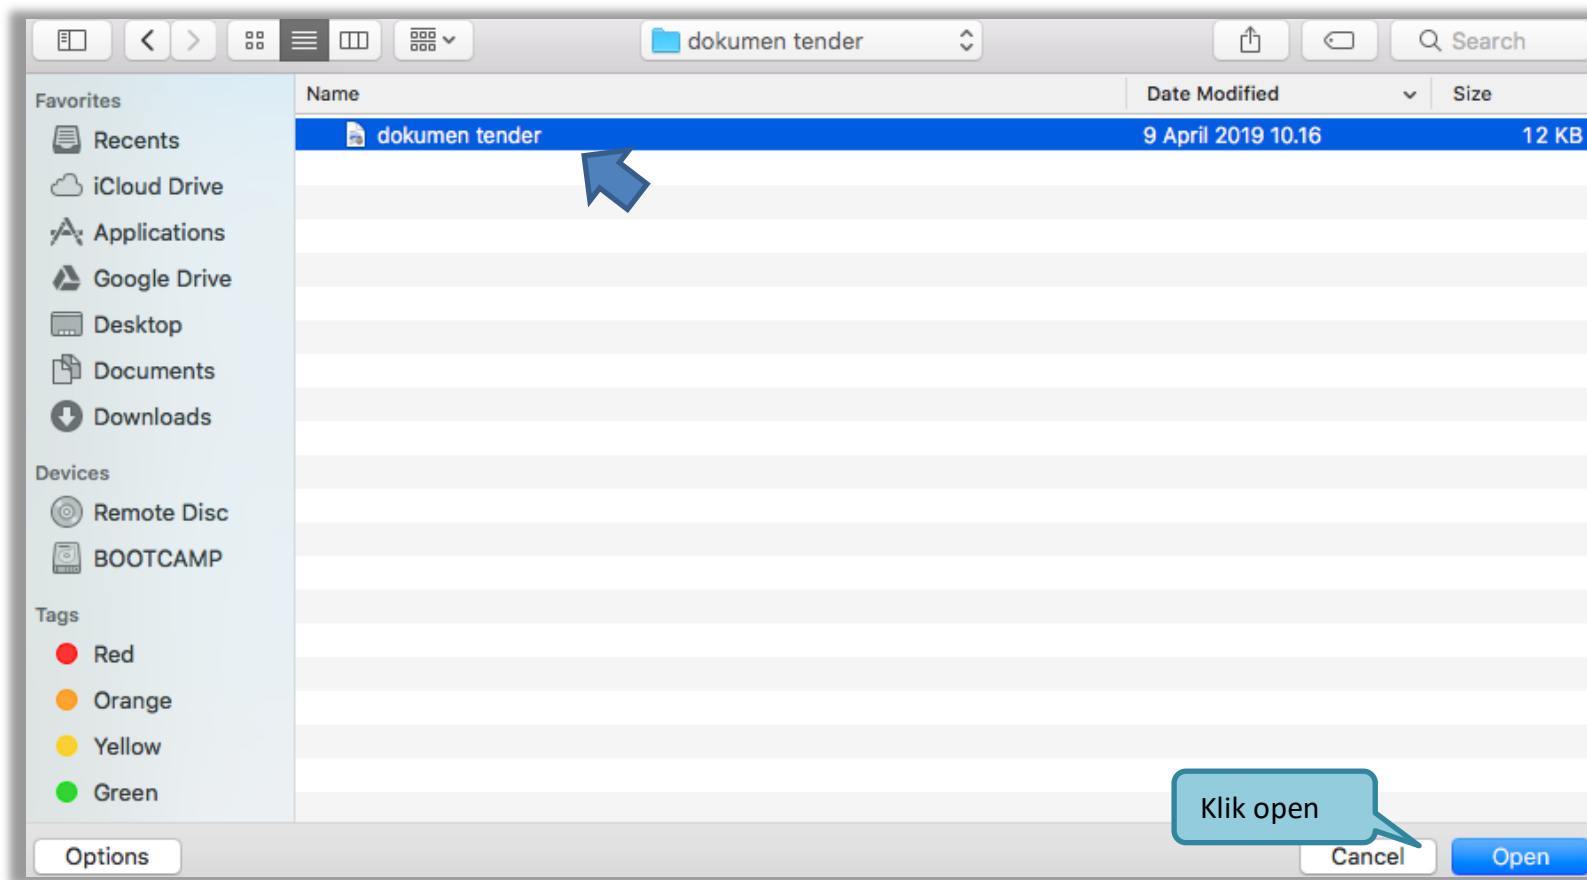 dokumen tender
Search
Favorites
Recents
iCloud Drive
Applications
Google Drive
Desktop
Documents
Downloads
Devices
Remote Disc
BOOTCAMP
Tags
Red
Orange
Yellow
Green
Name Date Modified Size
dokumen tender 9 April 2019 10.16 12 KB
Klik open
Options Cancel Open